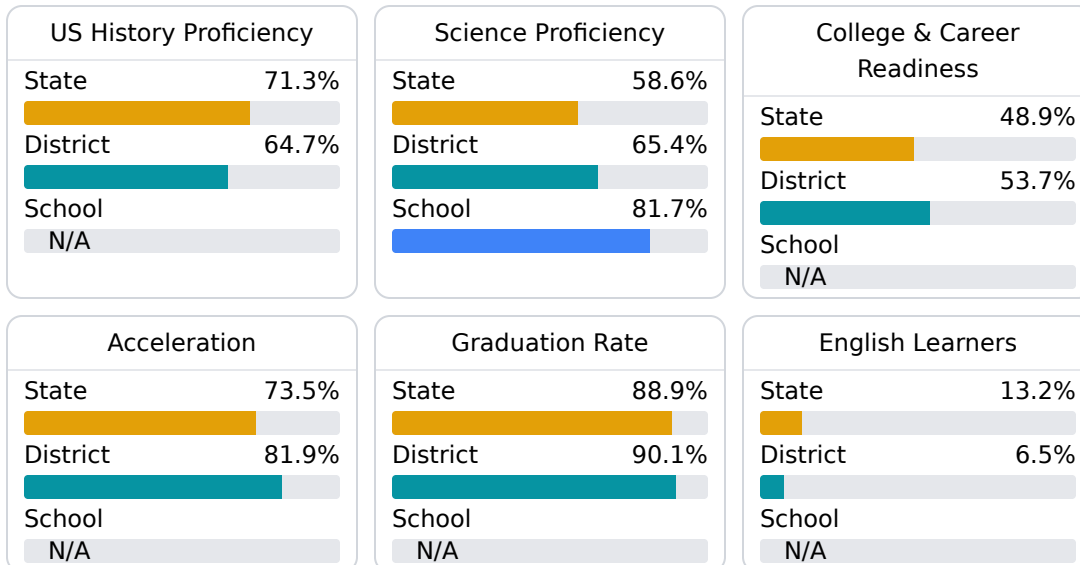 US History Proficiency
State 71.3%
District 64.7%
School
N/A
Science Proficiency
State 58.6%
District 65.4%
School 81.7%
College & Career
Readiness
State 48.9%
District 53.7%
School
N/A
Acceleration
State 73.5%
District 81.9%
School
N/A
Graduation Rate
State 88.9%
District 90.1%
School
N/A
English Learners
State 13.2%
District 6.5%
School
N/A